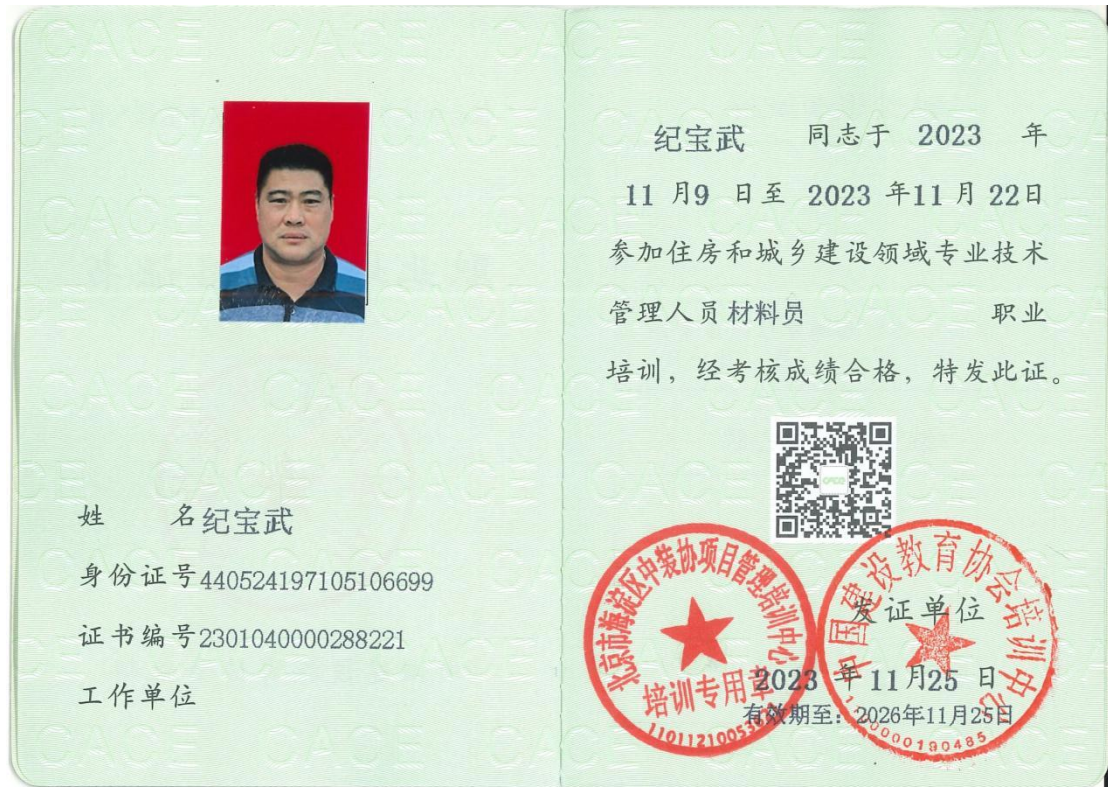 姓 名纪宝武
身份证号440524197105106699
证书编号2301040000288221
工作单位
纪宝武 同志于 2023 年
11 月9 日至 2023 年11 月 22日
参加住房和城乡建设领域专业技术
管理人员材料员 职业
培训，经考核成绩合格，特发此证。
北京市海淀区中装协项目管理培训中心
培训专用章
中国建设教育协会培训中心
发证单位
2023 年 11月25 日
有效期至：2026年11月25日
CACE